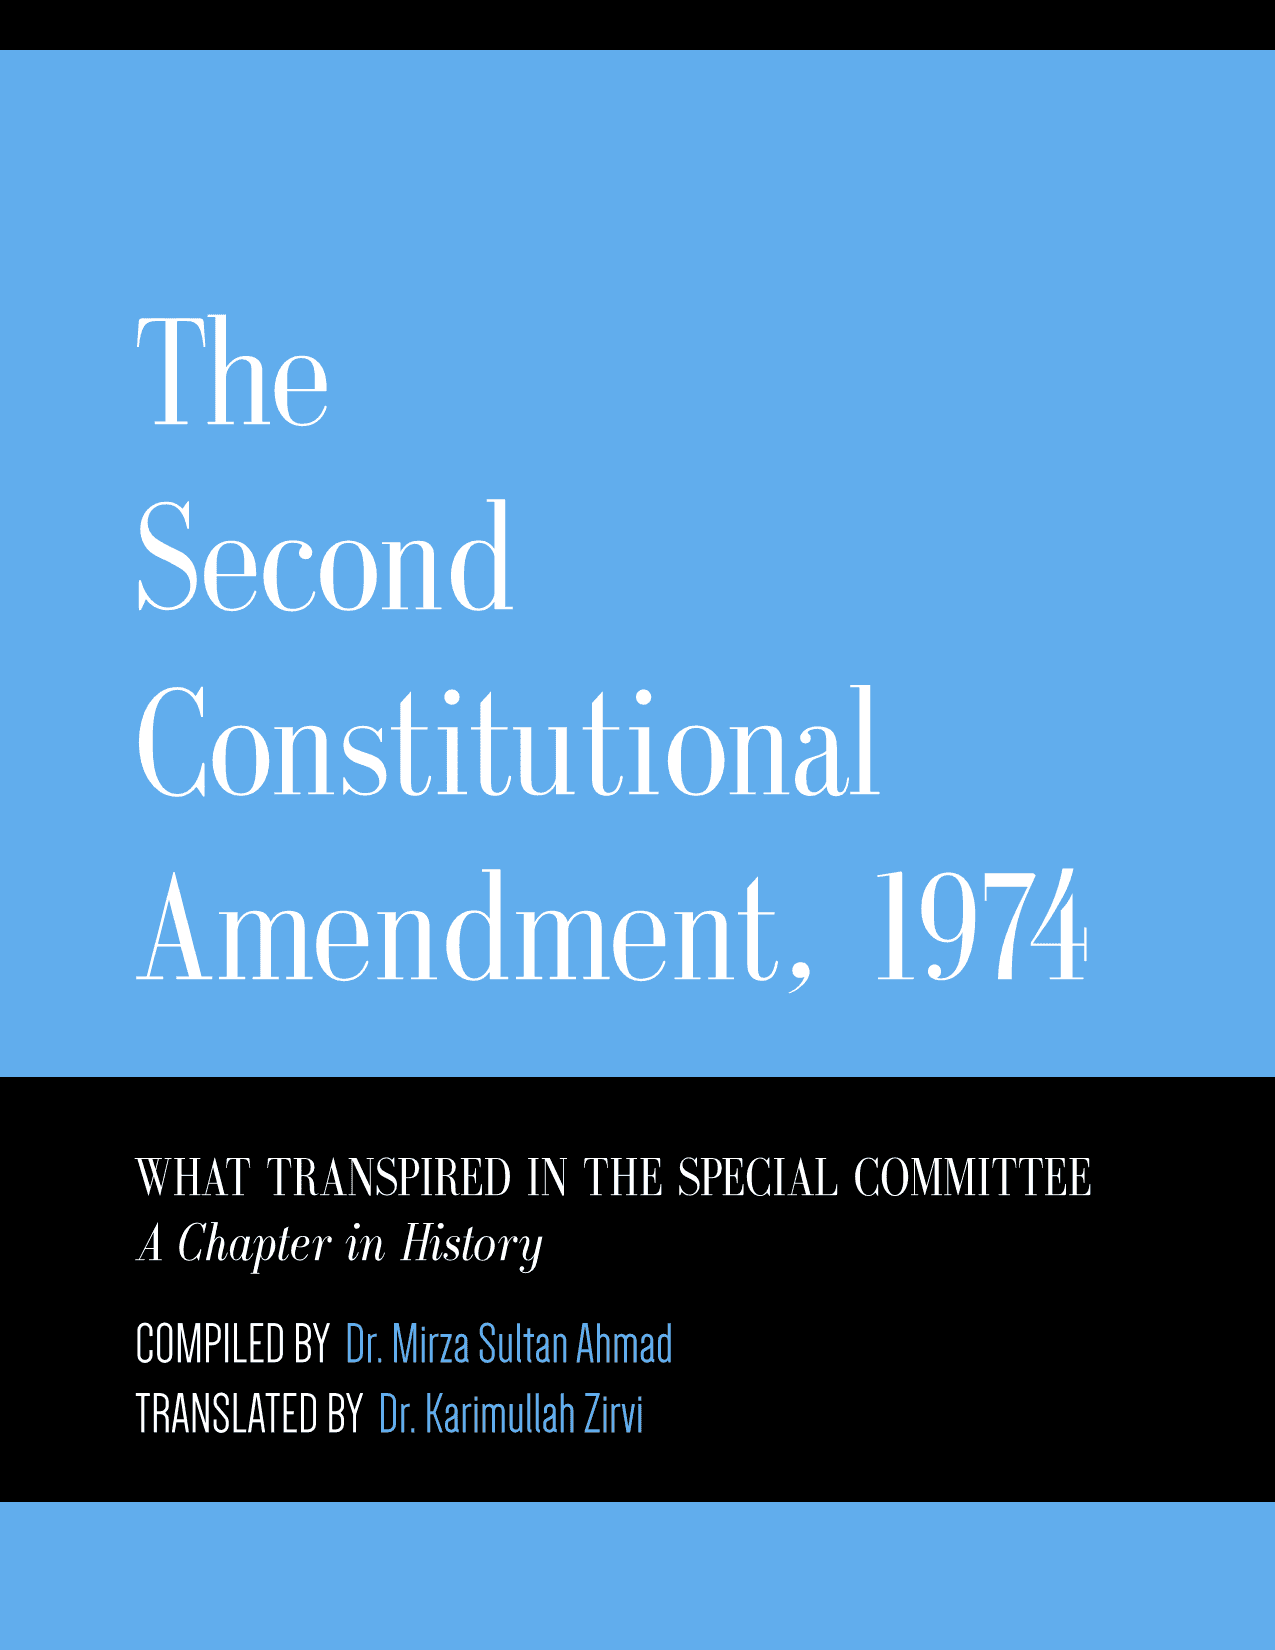 The
Second
Constitutional
Amendment, 1974
WHAT TRANSPIRED IN THE SPECIAL COMMITTEE
A Chapter in History
COMPILED BY Dr. Mirza Sultan Ahmad
TRANSLATED BY Dr. Karimullah Zirvi